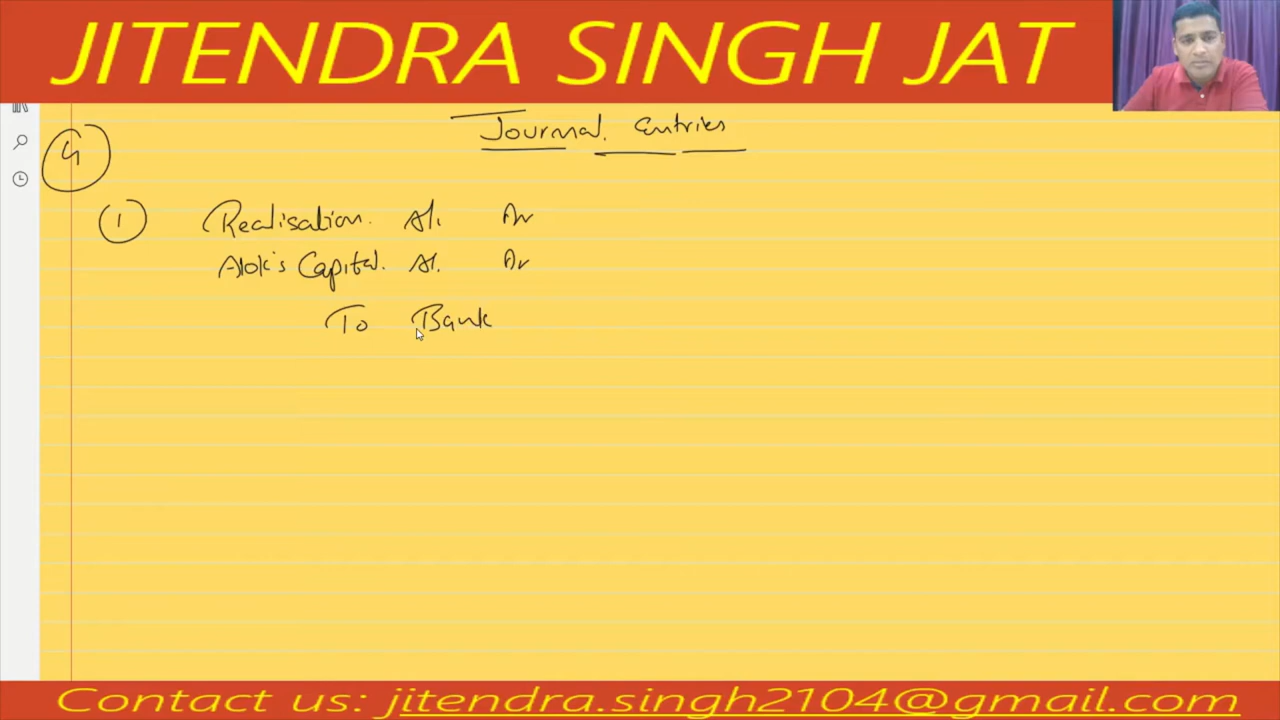 JITENDRA SINGH JAT
Journal Entries
4
1 Realisation A/c. Dr
Alok's Capital. A/c. Dr
To Bank
Contact us: jitendra.singh2104@gmail.com